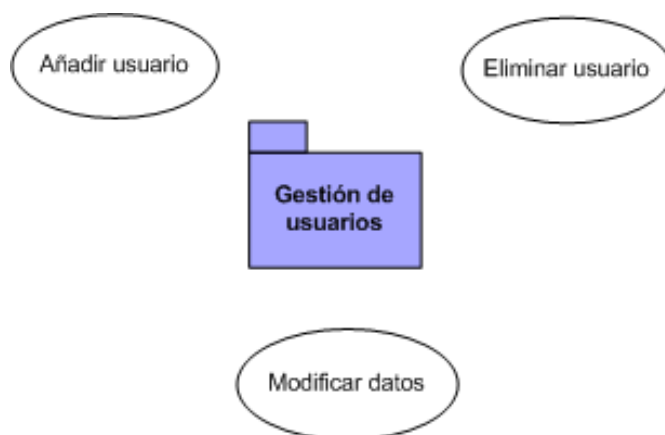 Añadir usuario
Eliminar usuario
Gestión de
usuarios
Modificar datos